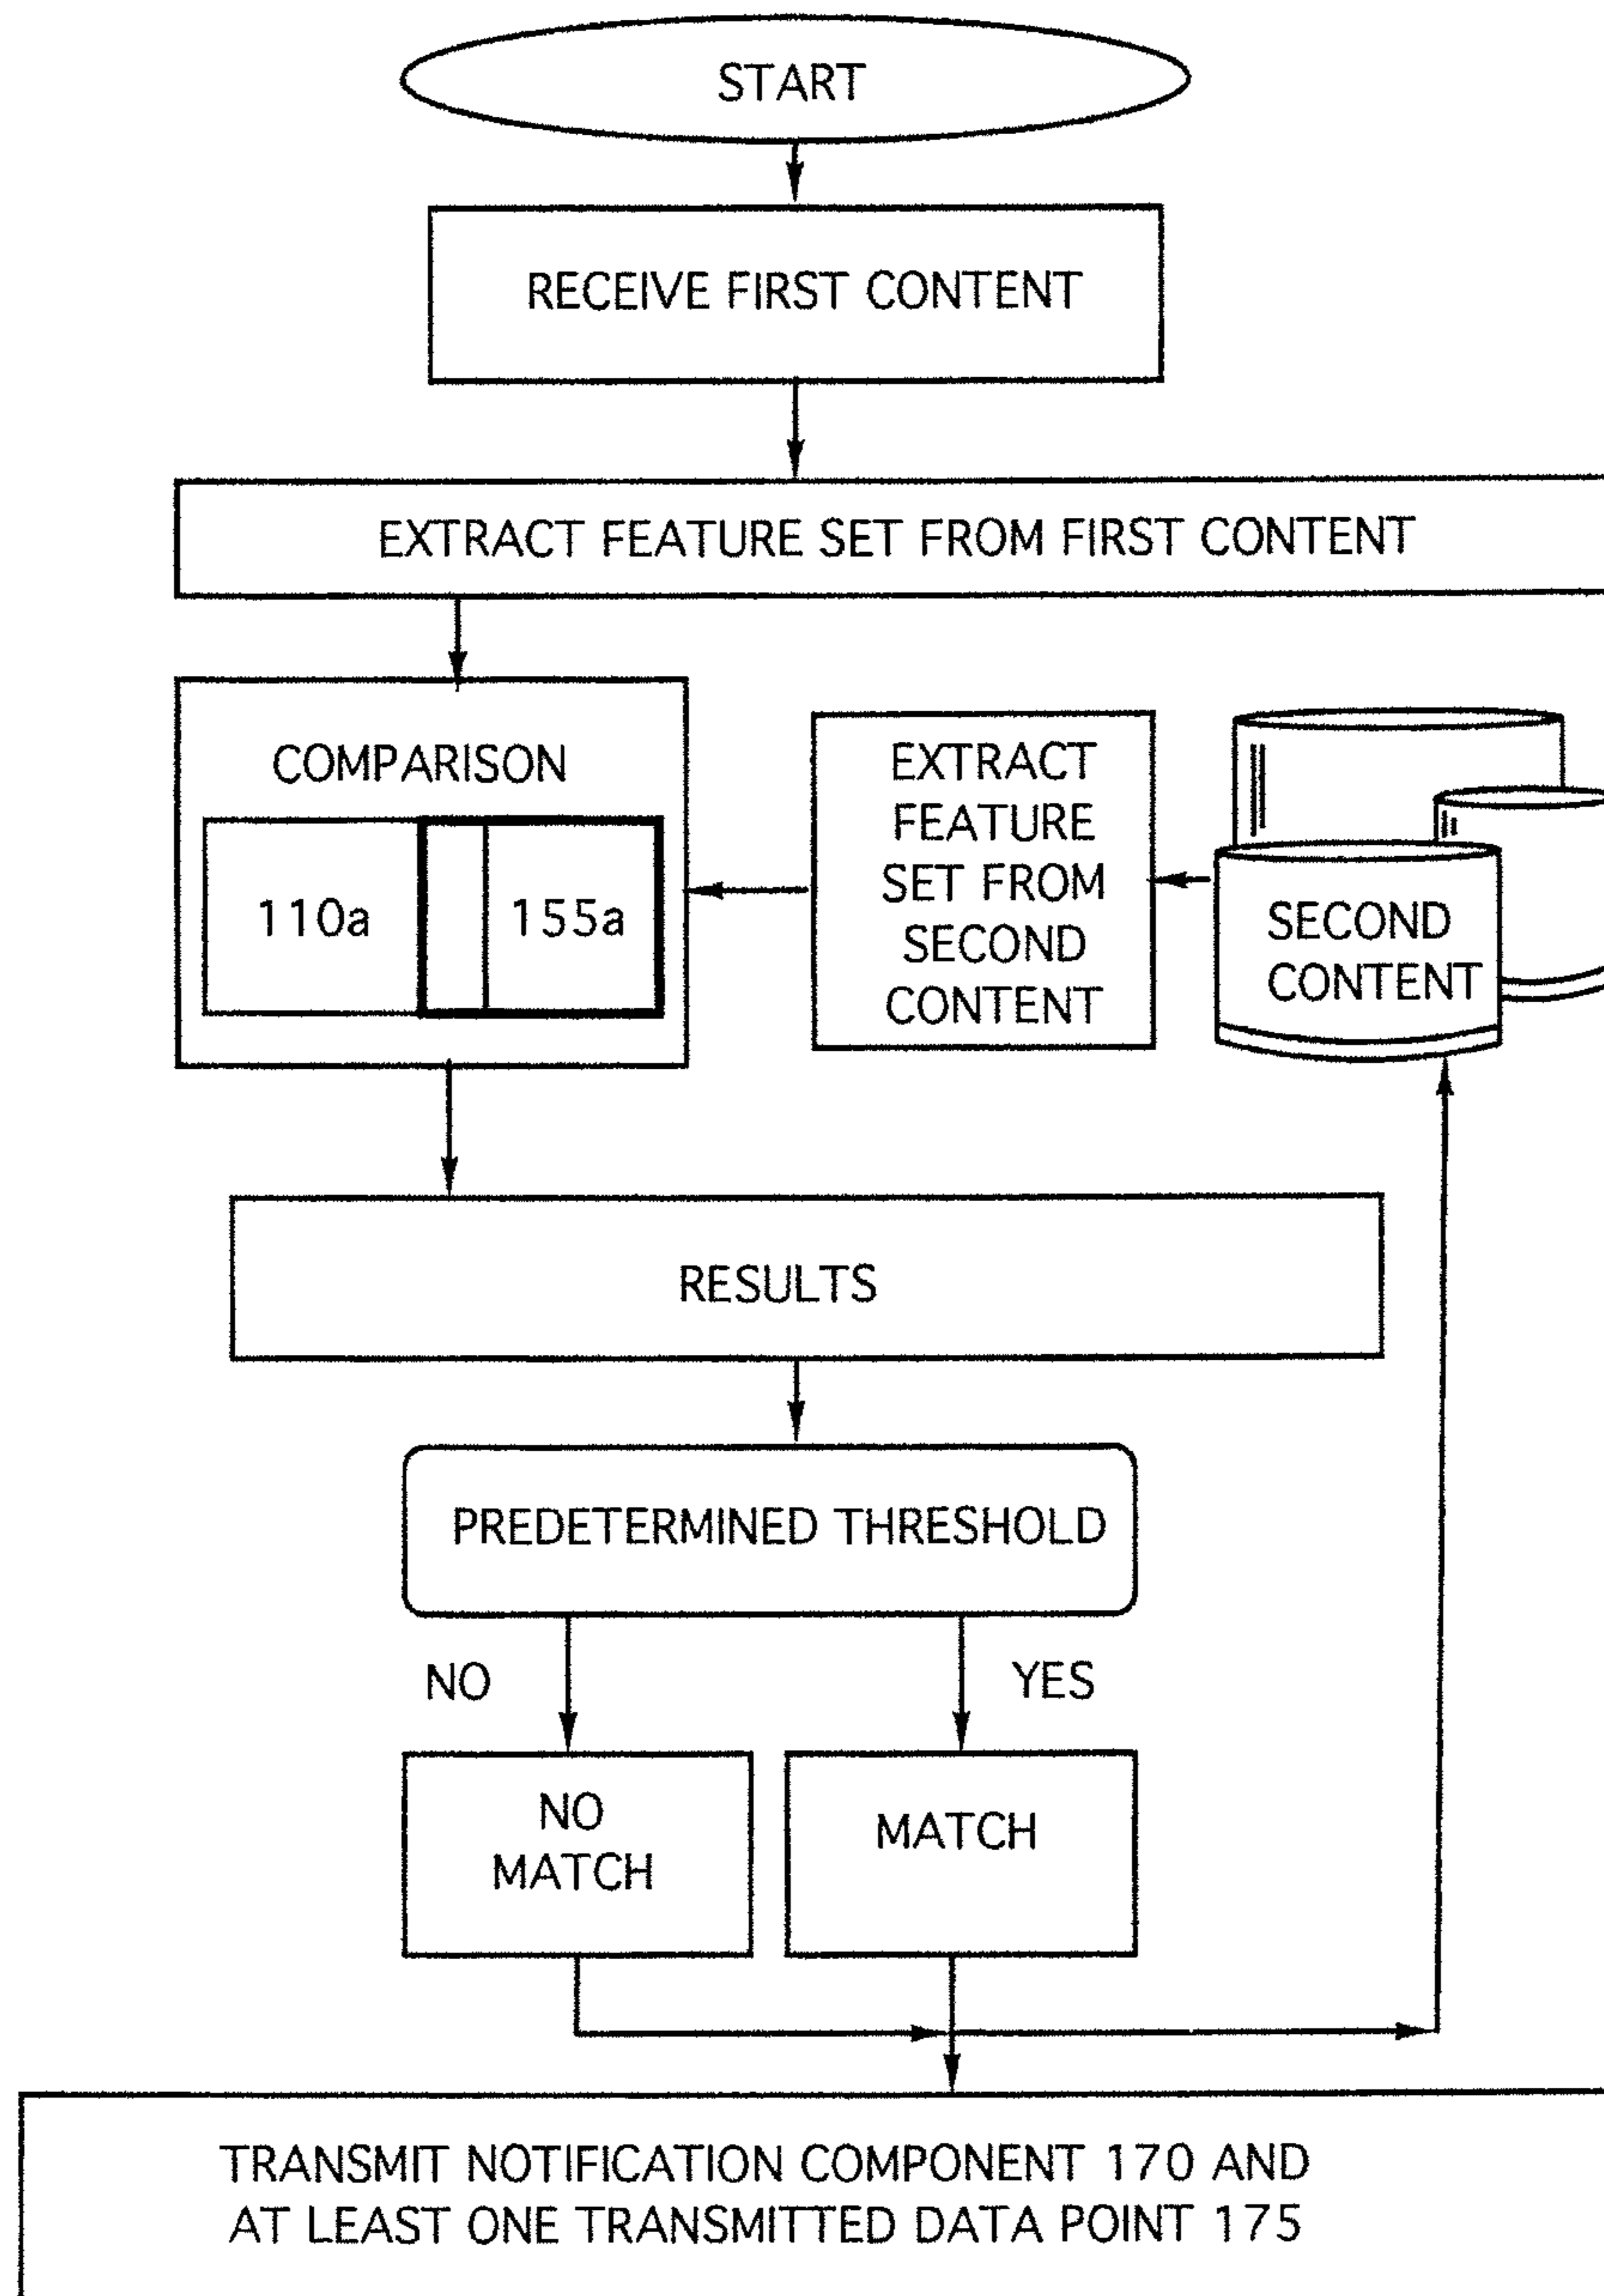 START
RECEIVE FIRST CONTENT
EXTRACT FEATURE SET FROM FIRST CONTENT
COMPARISON
110a
155a
EXTRACT
FEATURE
SET FROM
SECOND
CONTENT
SECOND
CONTENT
RESULTS
PREDETERMINED THRESHOLD
NO
YES
NO
MATCH
MATCH
TRANSMIT NOTIFICATION COMPONENT 170 AND
AT LEAST ONE TRANSMITTED DATA POINT 175